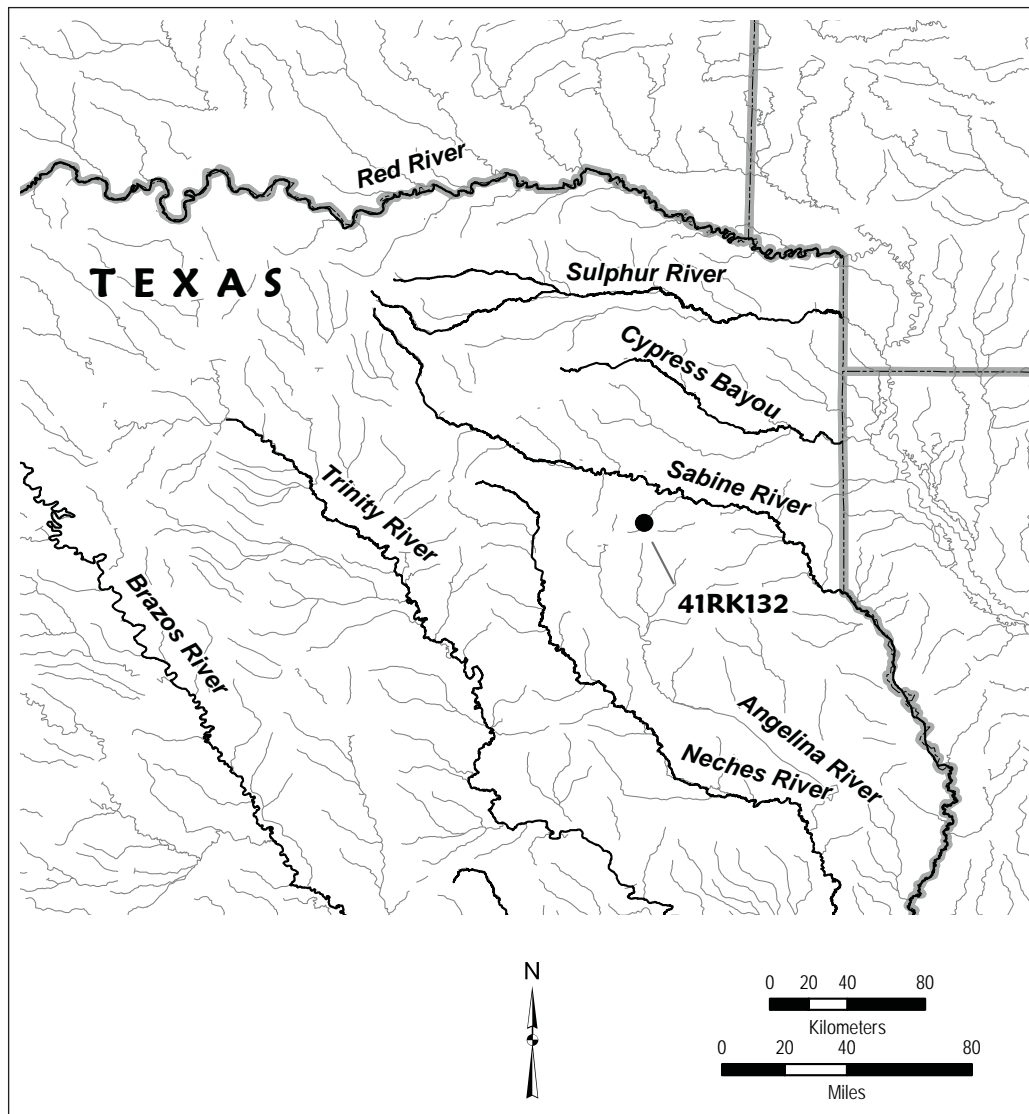 Red River
TEXAS
Sulphur River
Cypress Bayou
Sabine River
Trinity River
41RK132
Brazos River
Angelina River
Neches River
N
0 20 40 80
Kilometers
0 20 40 80
Miles